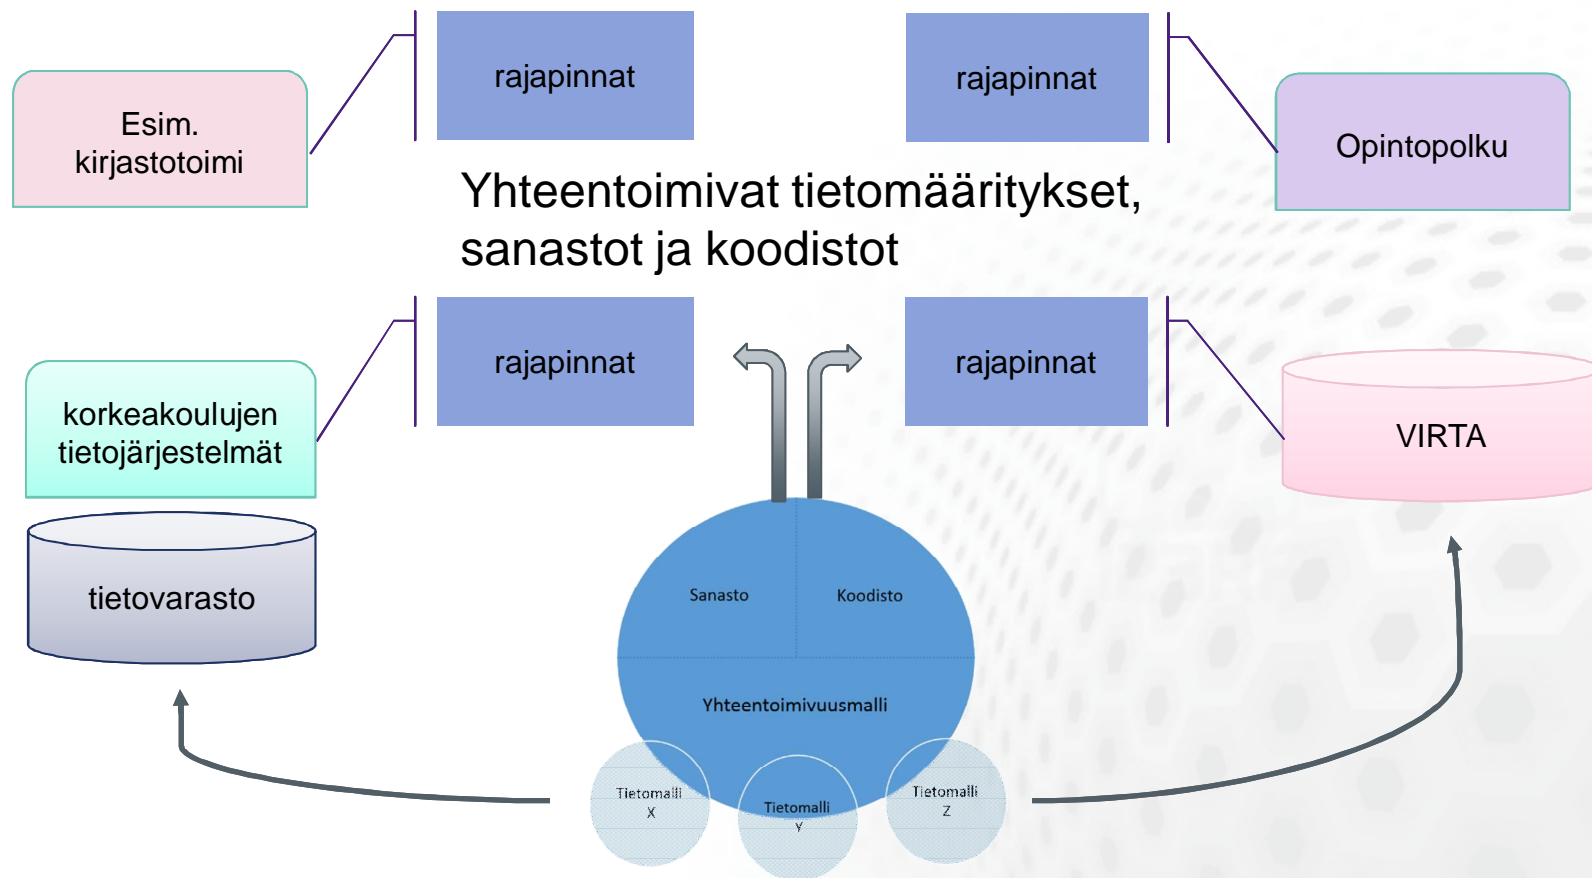 rajapinnat
rajapinnat
Esim.
kirjastotoimi
Opintopolku
Yhteentoimivat tietomääritykset,
sanastot ja koodistot
rajapinnat
rajapinnat
korkeakoulujen
tietojärjestelmät
VIRTA
tietovarasto
Sanasto
Koodisto
Yhteentoimivuusmalli
Tietomalli
X
Tietomalli
Y
Tietomalli
Z